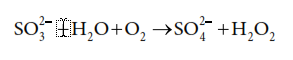 SO₃²⁻ + H₂O + O₂ → SO₄²⁻ + H₂O₂